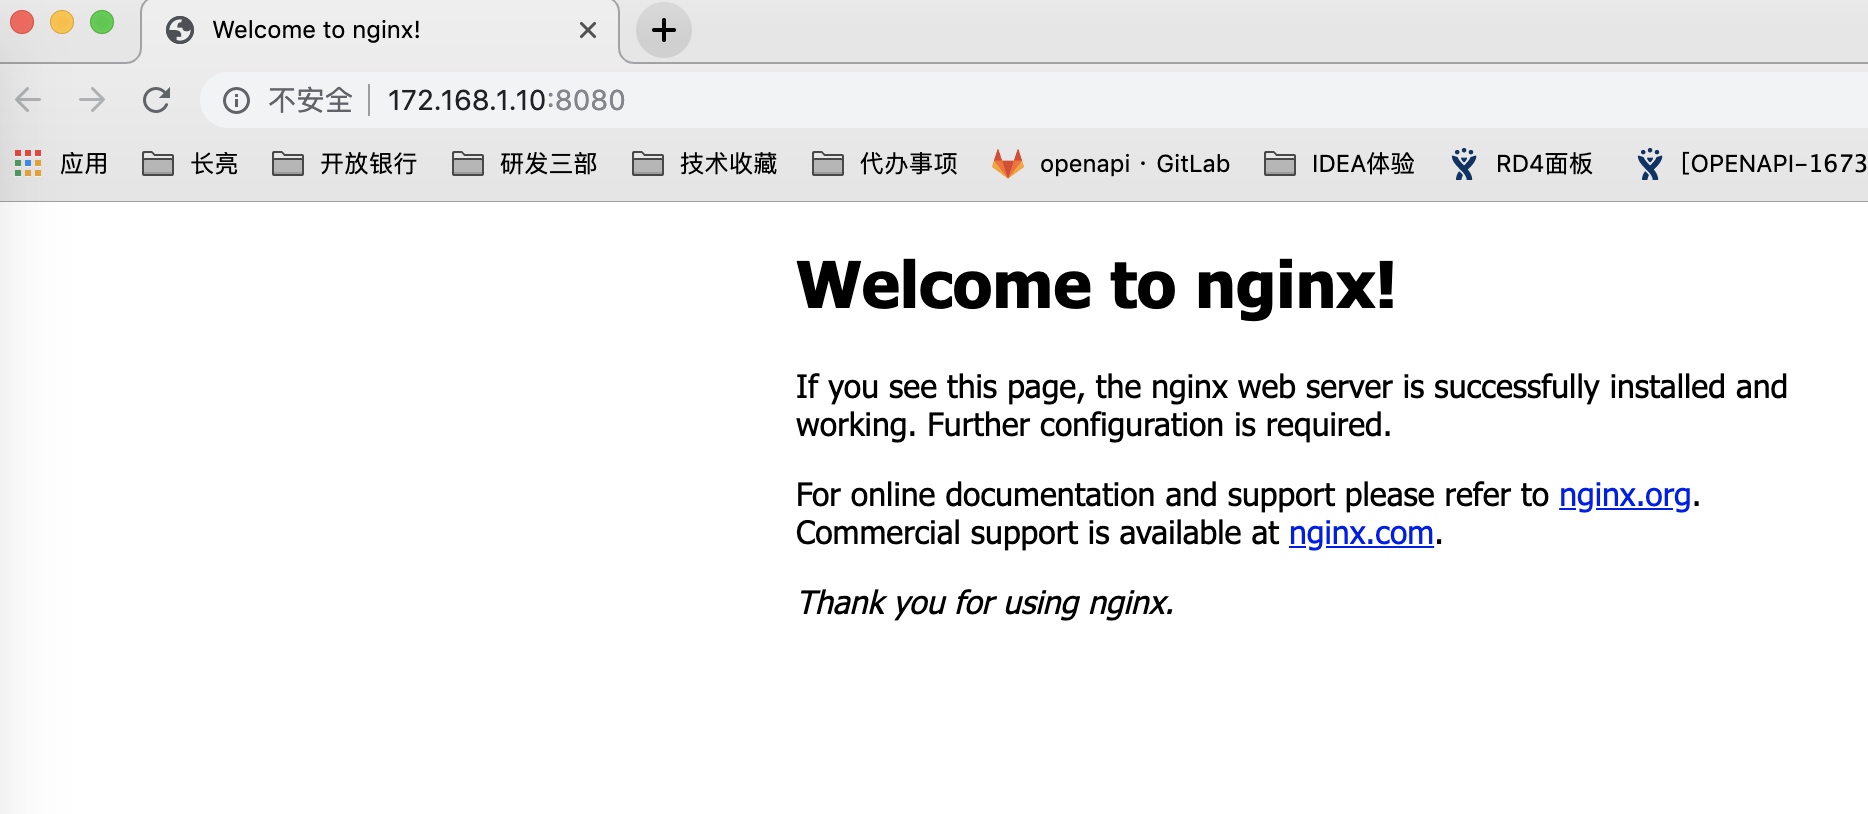 Welcome to nginx!
不安全 172.168.1.10:8080
应用 长亮 开放银行 研发三部 技术收藏 代办事项 openapi · GitLab IDEA体验 RD4面板 [OPENAPI-1673
Welcome to nginx!
If you see this page, the nginx web server is successfully installed and
working. Further configuration is required.
For online documentation and support please refer to nginx.org.
Commercial support is available at nginx.com.
Thank you for using nginx.